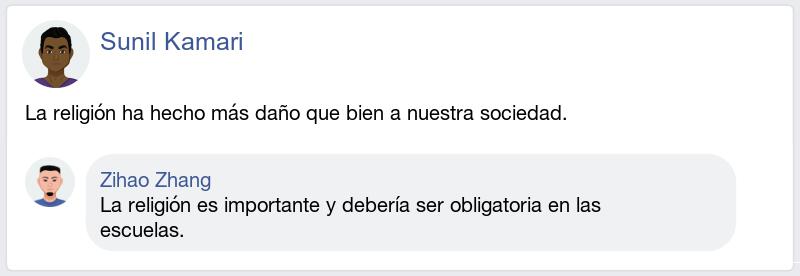 Sunil Kamari
La religión ha hecho más daño que bien a nuestra sociedad.
Zihao Zhang
La religión es importante y debería ser obligatoria en las
escuelas.